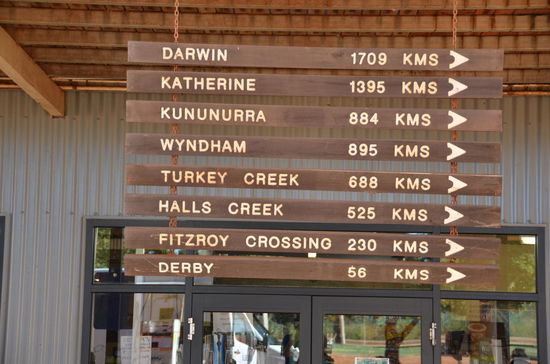 DARWIN 1709 KMS
KATHERINE 1395 KMS
KUNUNURRA 884 KMS
WYNDHAM 895 KMS
TURKEY CREEK 688 KMS
HALLS CREEK 525 KMS
FITZROY CROSSING 230 KMS
DERBY 56 KMS